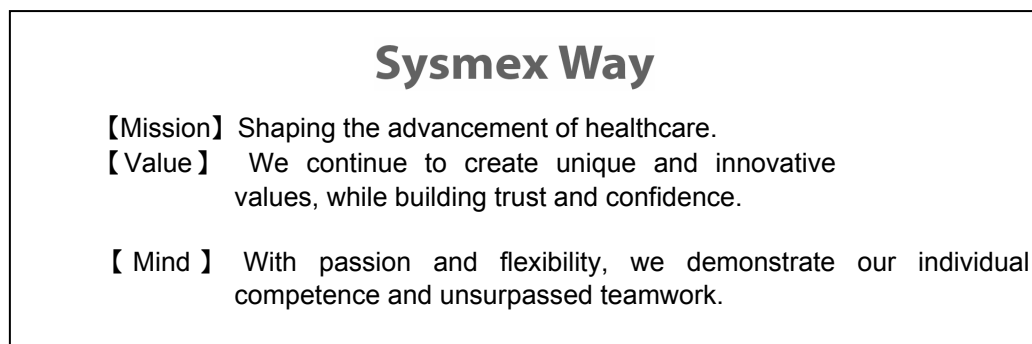 Sysmex Way
【Mission】Shaping the advancement of healthcare.
【Value】 We continue to create unique and innovative
values, while building trust and confidence.
【 Mind 】 With passion and flexibility, we demonstrate our individual
competence and unsurpassed teamwork.